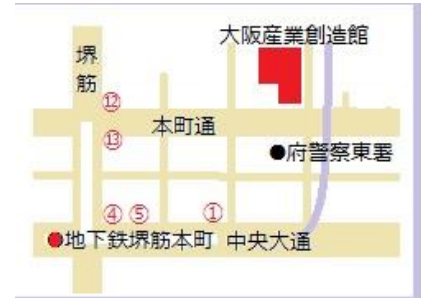 大阪産業創造館
堺
筋
⑫
本町通
⑬
●府警察東署
④ ⑤ ①
●地下鉄堺筋本町 中央大通